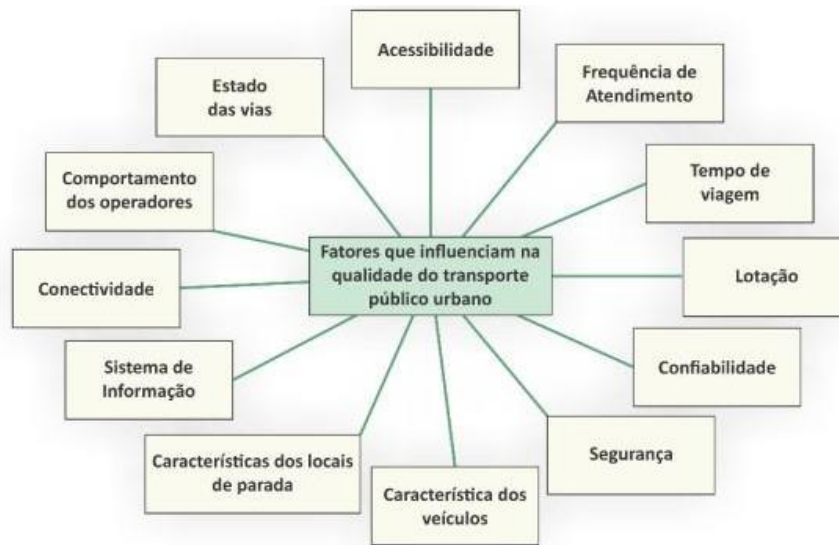 Acessibilidade
Frequência de
Atendimento
Estado
das vias
Tempo de
viagem
Comportamento
dos operadores
Fatores que influenciam na
qualidade do transporte
público urbano
Lotação
Conectividade
Confiabilidade
Sistema de
Informação
Segurança
Características dos locais
de parada
Característica dos
veículos